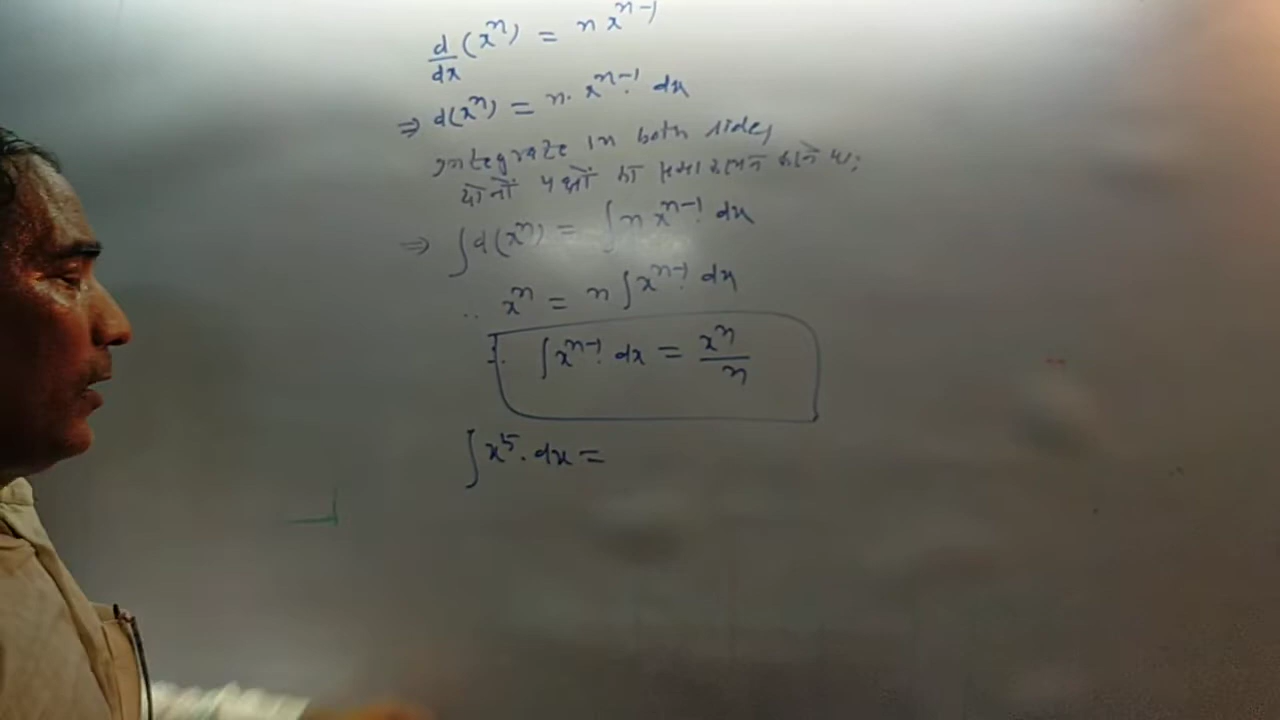 d/dx (xⁿ) = n xⁿ⁻¹
⇒ d(xⁿ) = n. xⁿ⁻¹. dx
Integrate in both sides,
दोनों पक्षों का समाकलन करने पर:
⇒ ∫d(xⁿ) = ∫n xⁿ⁻¹. dx
∴ xⁿ = n ∫xⁿ⁻¹. dx
∴ ∫xⁿ⁻¹. dx = xⁿ/n
∫x⁵. dx =